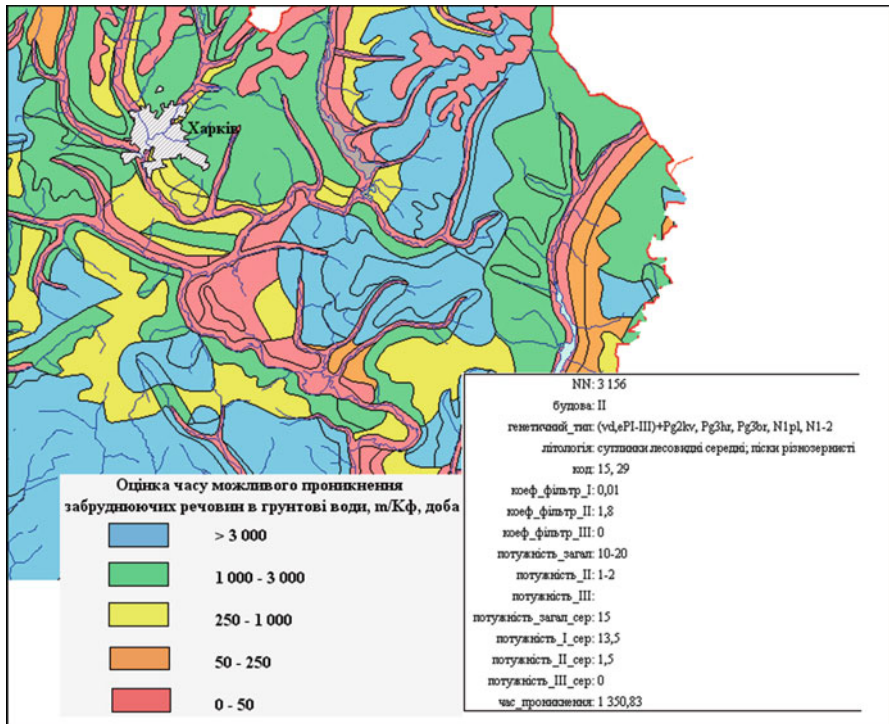 Харків
Оцінка часу можливого проникнення
забруднюючих речовин в грунтові води, m/Кф, доба
> 3 000
1 000 - 3 000
250 - 1 000
50 - 250
0 - 50
NN: 3 156
будова: II
генетичний_тип: (vd,ePI-III)+Pg2kv, Pg3hr, Pg3br, N1pl, N1-2
літологія: суглинки лесовидні середні; піски різнозернисті
код: 15, 29
коеф_фільтр_I: 0,01
коеф_фільтр_II: 1,8
коеф_фільтр_III: 0
потужність_загал: 10-20
потужність_II: 1-2
потужність_III:
потужність_загал_сер: 15
потужність_I_сер: 13,5
потужність_II_сер: 1,5
потужність_III_сер: 0
час_проникнення: 1 350,83